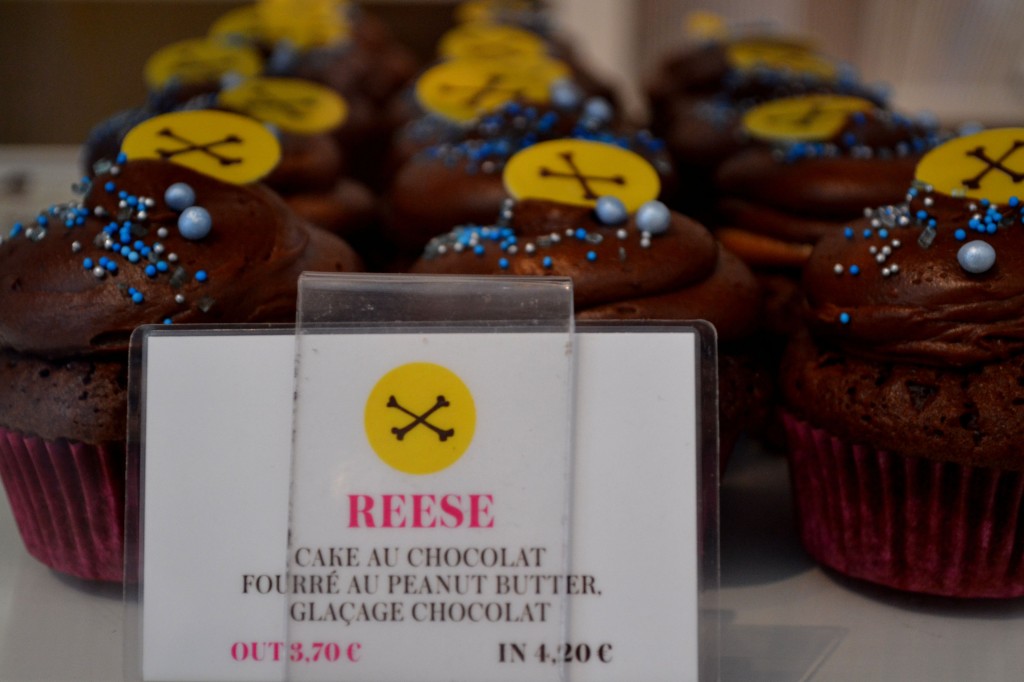 REESE
CAKE AU CHOCOLAT
FOURRÉ AU PEANUT BUTTER,
GLAÇAGE CHOCOLAT
OUT 3,70 € IN 4,20 €